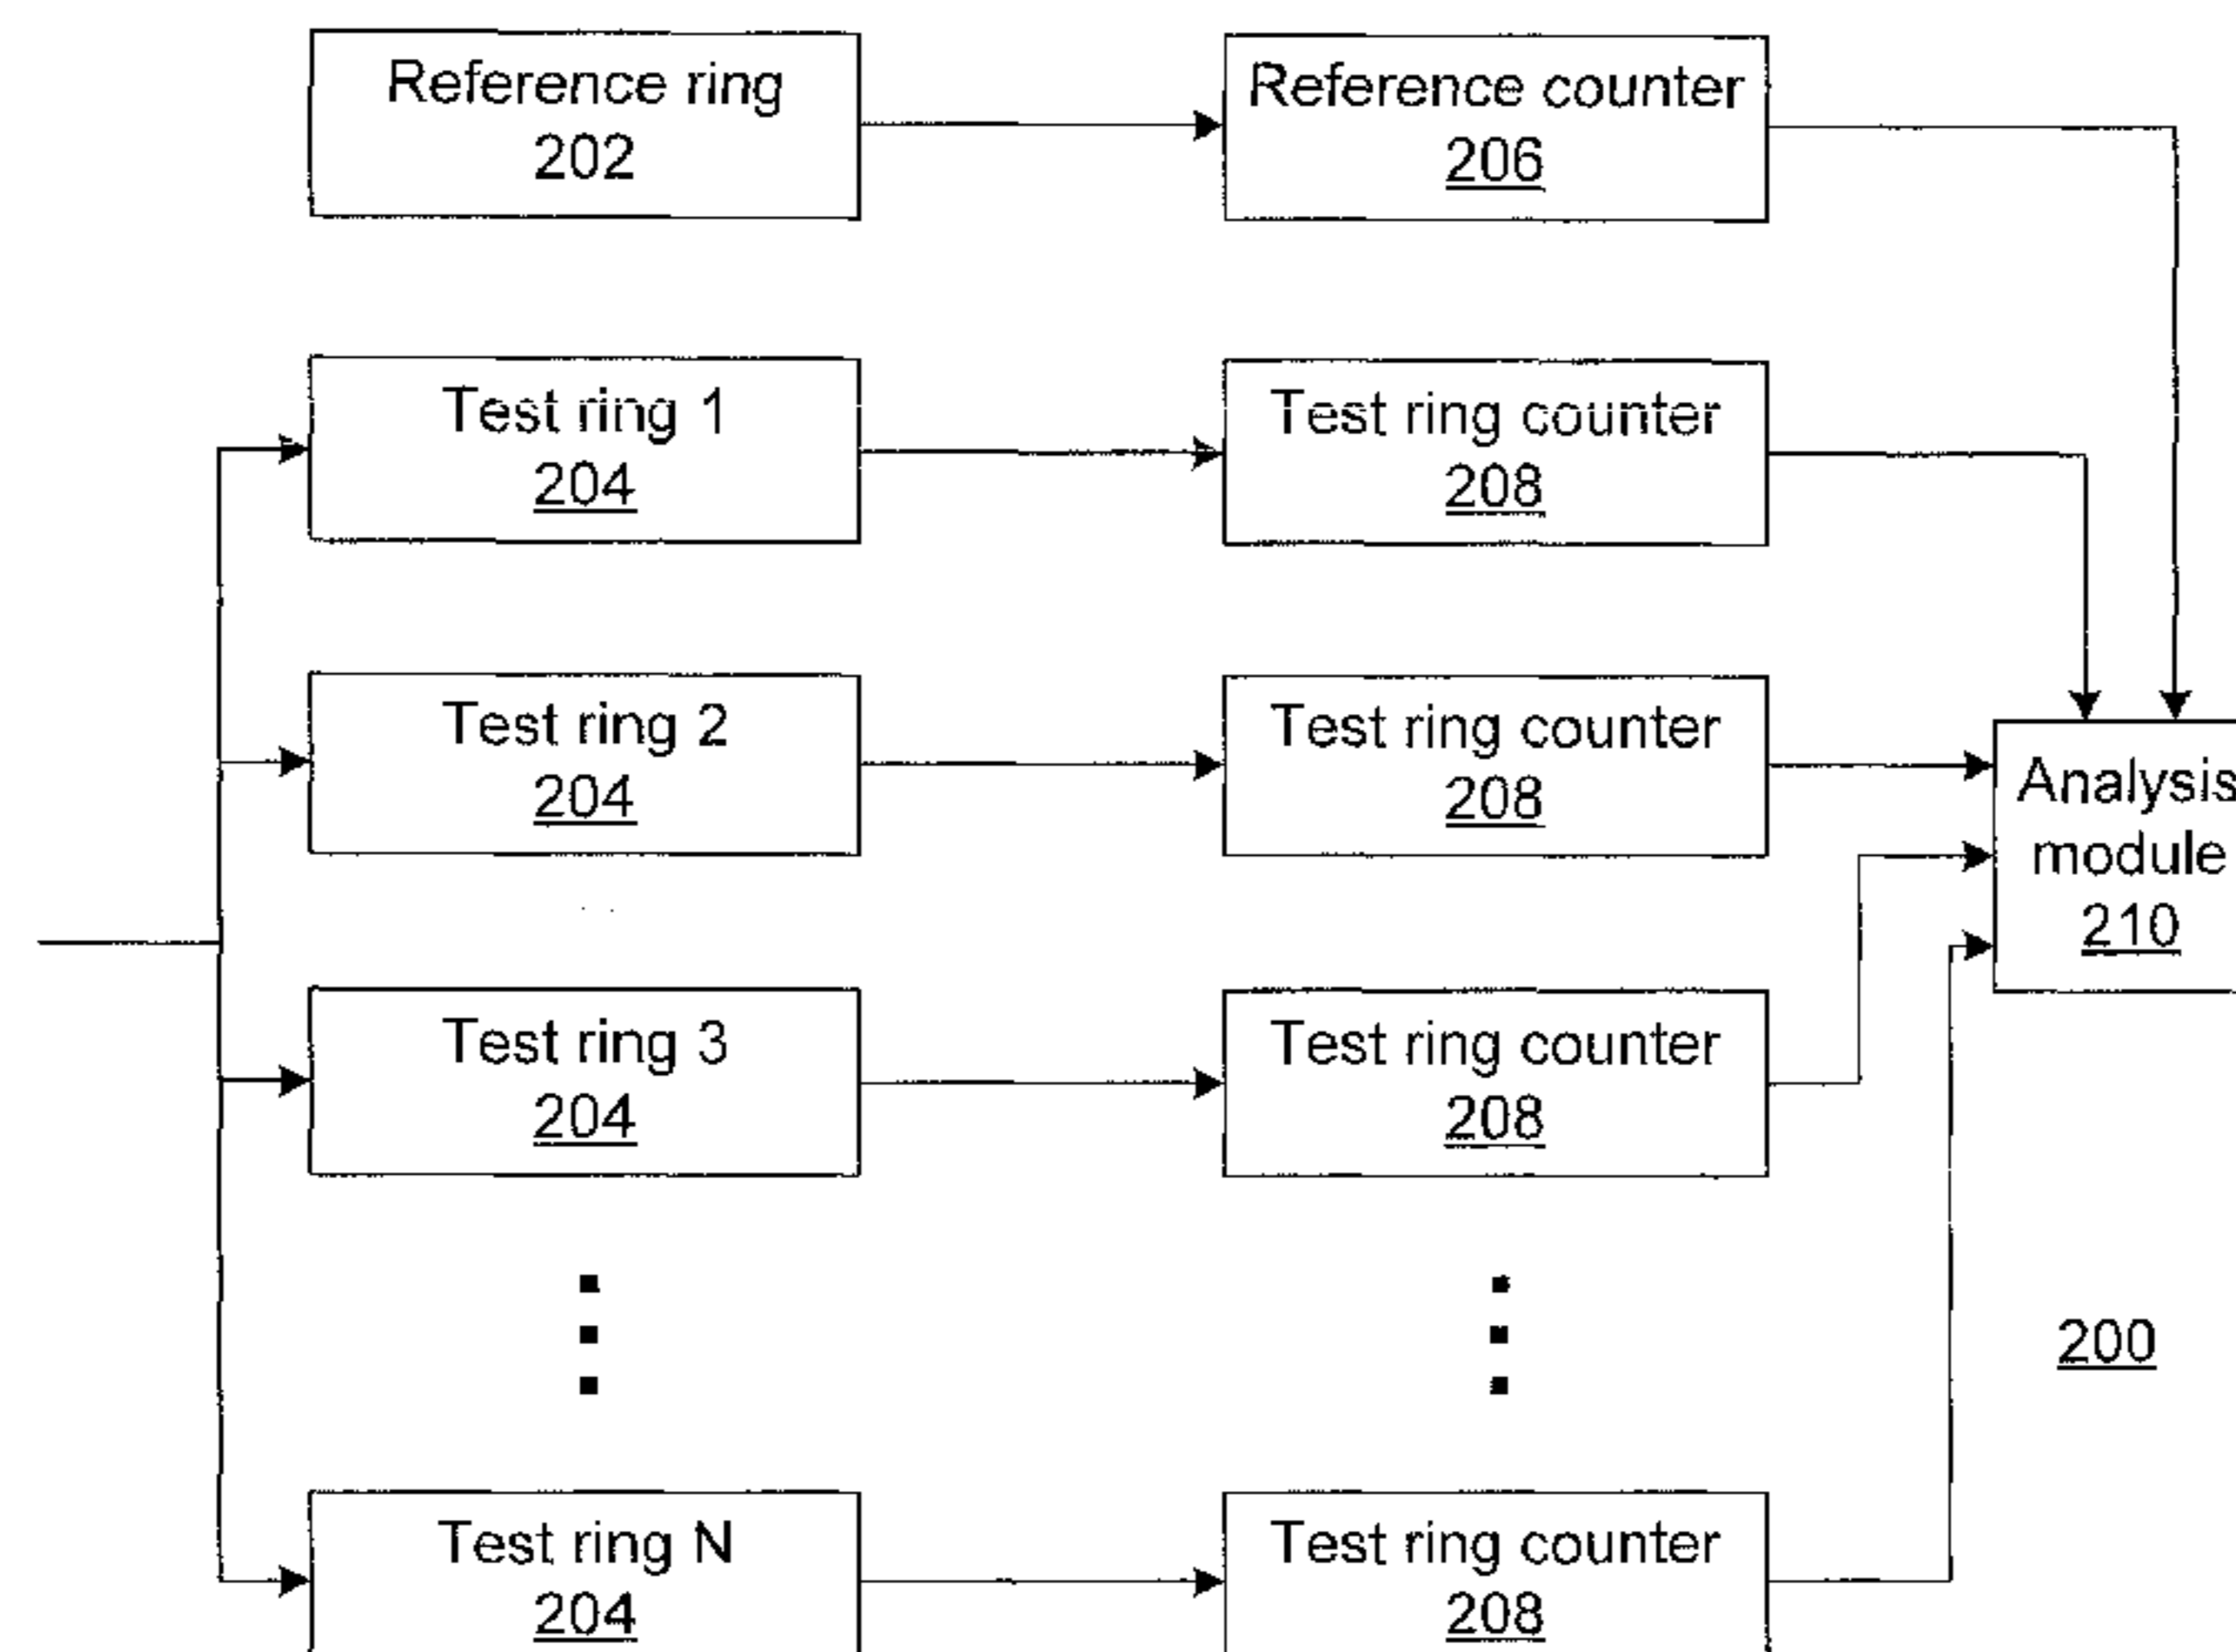 Reference ring
202
Reference counter
206
Test ring 1
204
Test ring counter
208
Test ring 2
204
Test ring counter
208
Analysis
module
210
Test ring 3
204
Test ring counter
208
200
Test ring N
204
Test ring counter
208